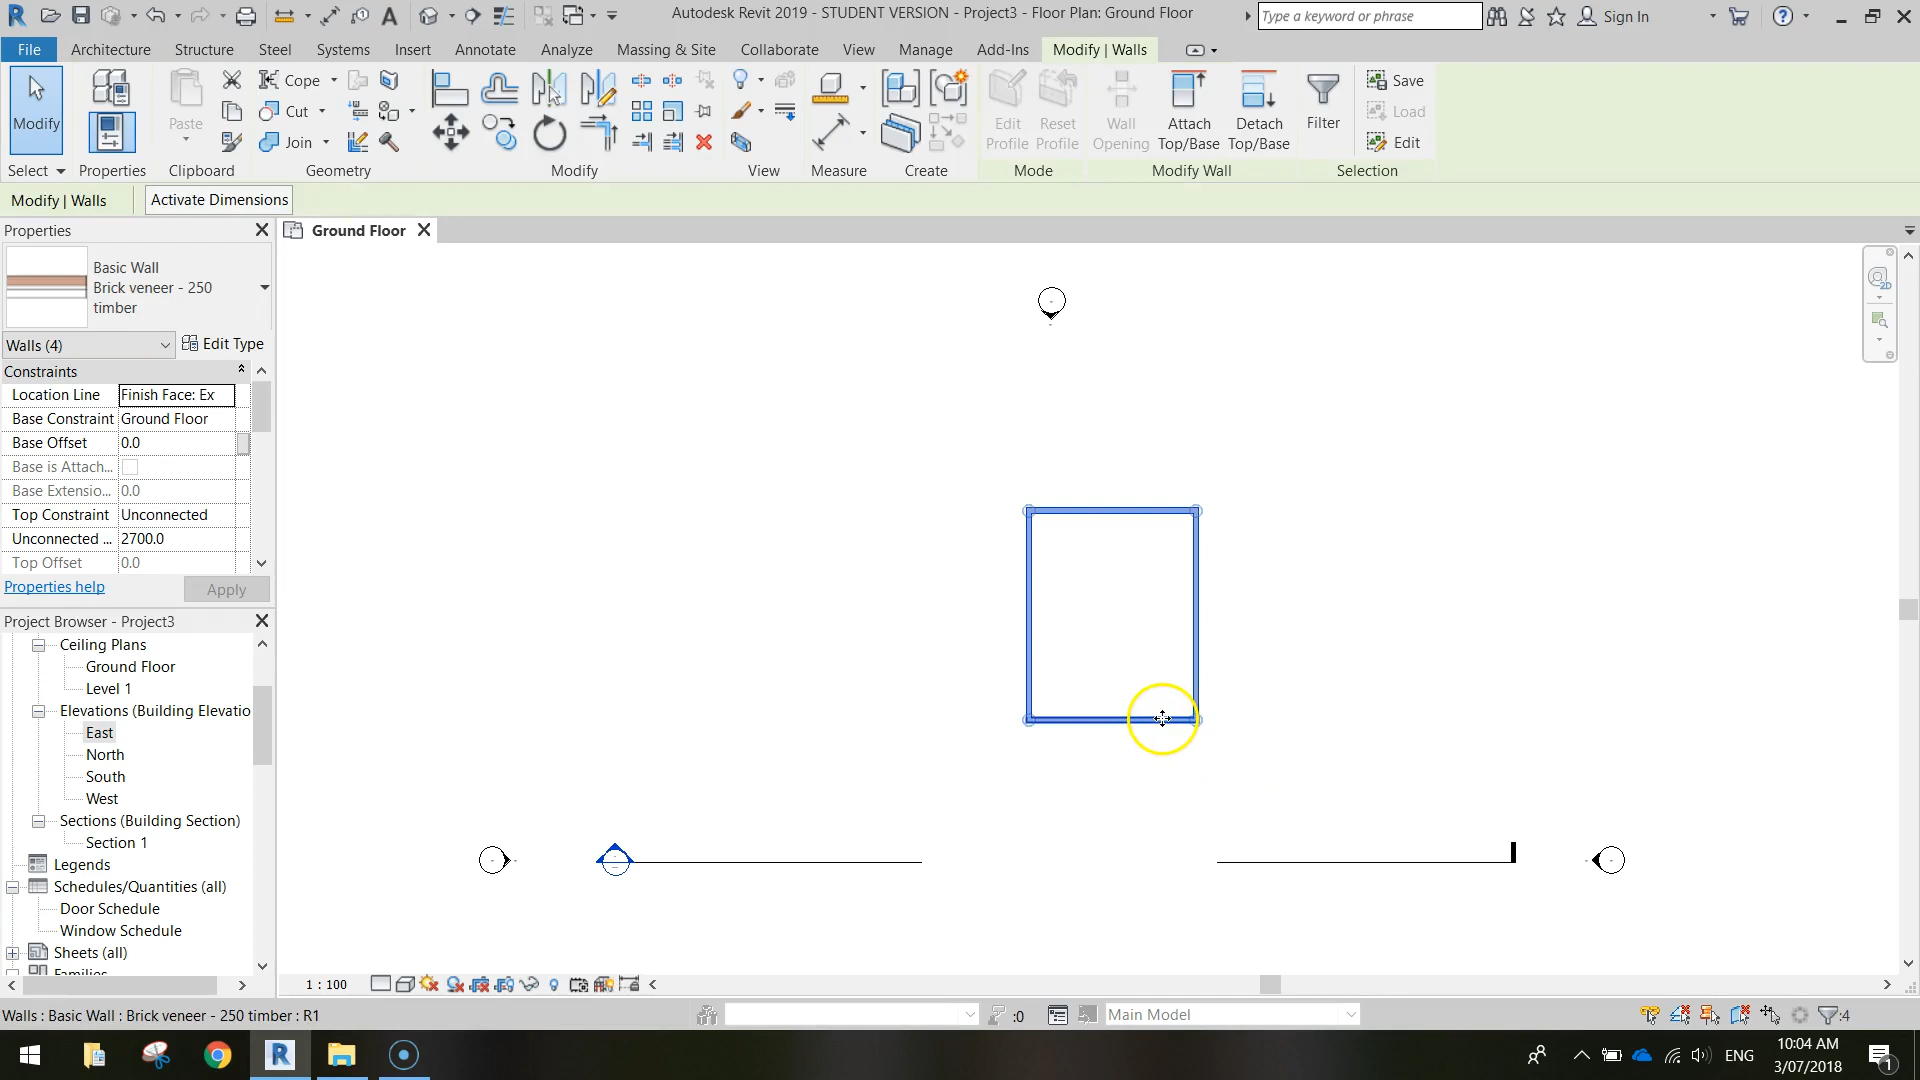 Autodesk Revit 2019 - STUDENT VERSION - Project3 - Floor Plan: Ground Floor
Type a keyword or phrase
Sign In
File Architecture Structure Steel Systems Insert Annotate Analyze Massing & Site Collaborate View Manage Add-Ins Modify | Walls
Modify
Paste
Cope
Cut
Join
Edit Profile
Reset Profile
Wall Opening
Attach Top/Base
Detach Top/Base
Filter
Save
Load
Edit
Select Properties Clipboard Geometry Modify View Measure Create Mode Modify Wall Selection
Modify | Walls Activate Dimensions
Properties
Ground Floor
Basic Wall
Brick veneer - 250
timber
Walls (4) Edit Type
Constraints
Location Line Finish Face: Ex
Base Constraint Ground Floor
Base Offset 0.0
Base is Attach...
Base Extensio... 0.0
Top Constraint Unconnected
Unconnected ... 2700.0
Top Offset 0.0
Properties help Apply
Project Browser - Project3
Ceiling Plans
Ground Floor
Level 1
Elevations (Building Elevatio
East
North
South
West
Sections (Building Section)
Section 1
Legends
Schedules/Quantities (all)
Door Schedule
Window Schedule
Sheets (all)
Families
1 : 100
Walls : Basic Wall : Brick veneer - 250 timber : R1
:0
Main Model
:4
ENG
10:04 AM
3/07/2018
1
2D